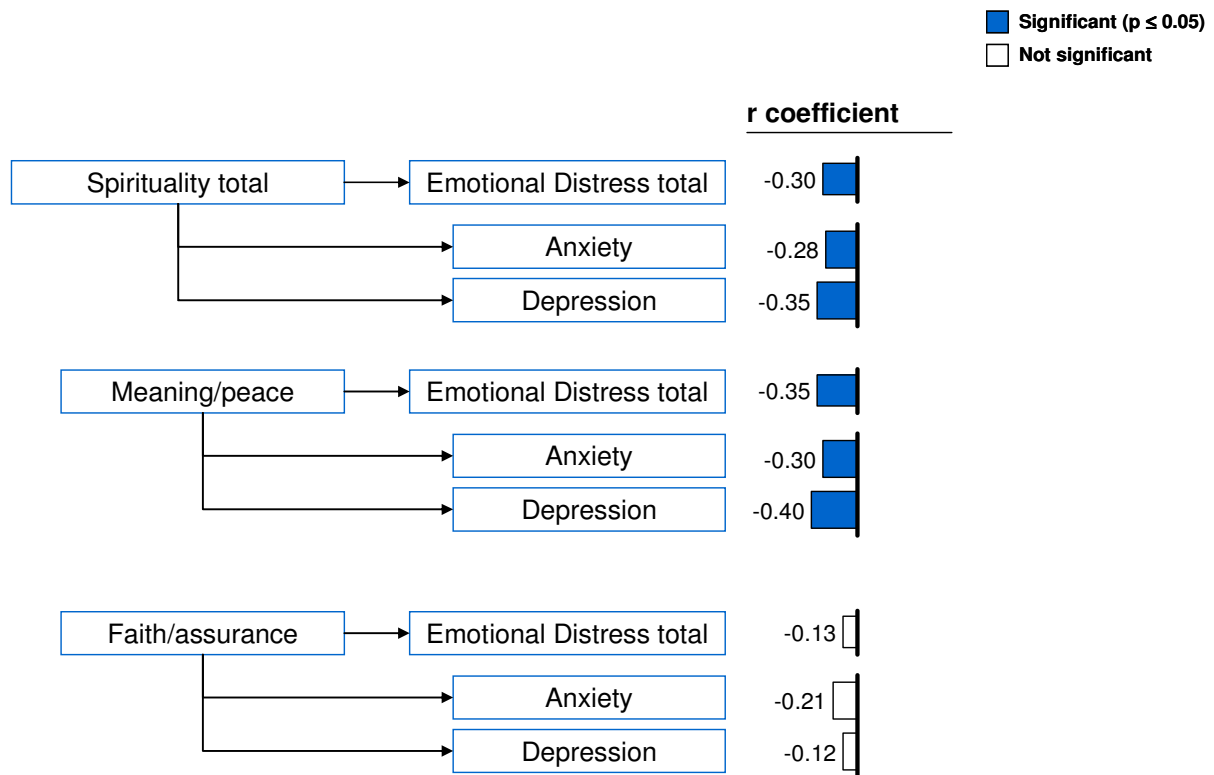 Significant (p ≤ 0.05)
Not significant
r coefficient
Spirituality total
Emotional Distress total
-0.30
Anxiety
-0.28
Depression
-0.35
Meaning/peace
Emotional Distress total
-0.35
Anxiety
-0.30
Depression
-0.40
Faith/assurance
Emotional Distress total
-0.13
Anxiety
-0.21
Depression
-0.12